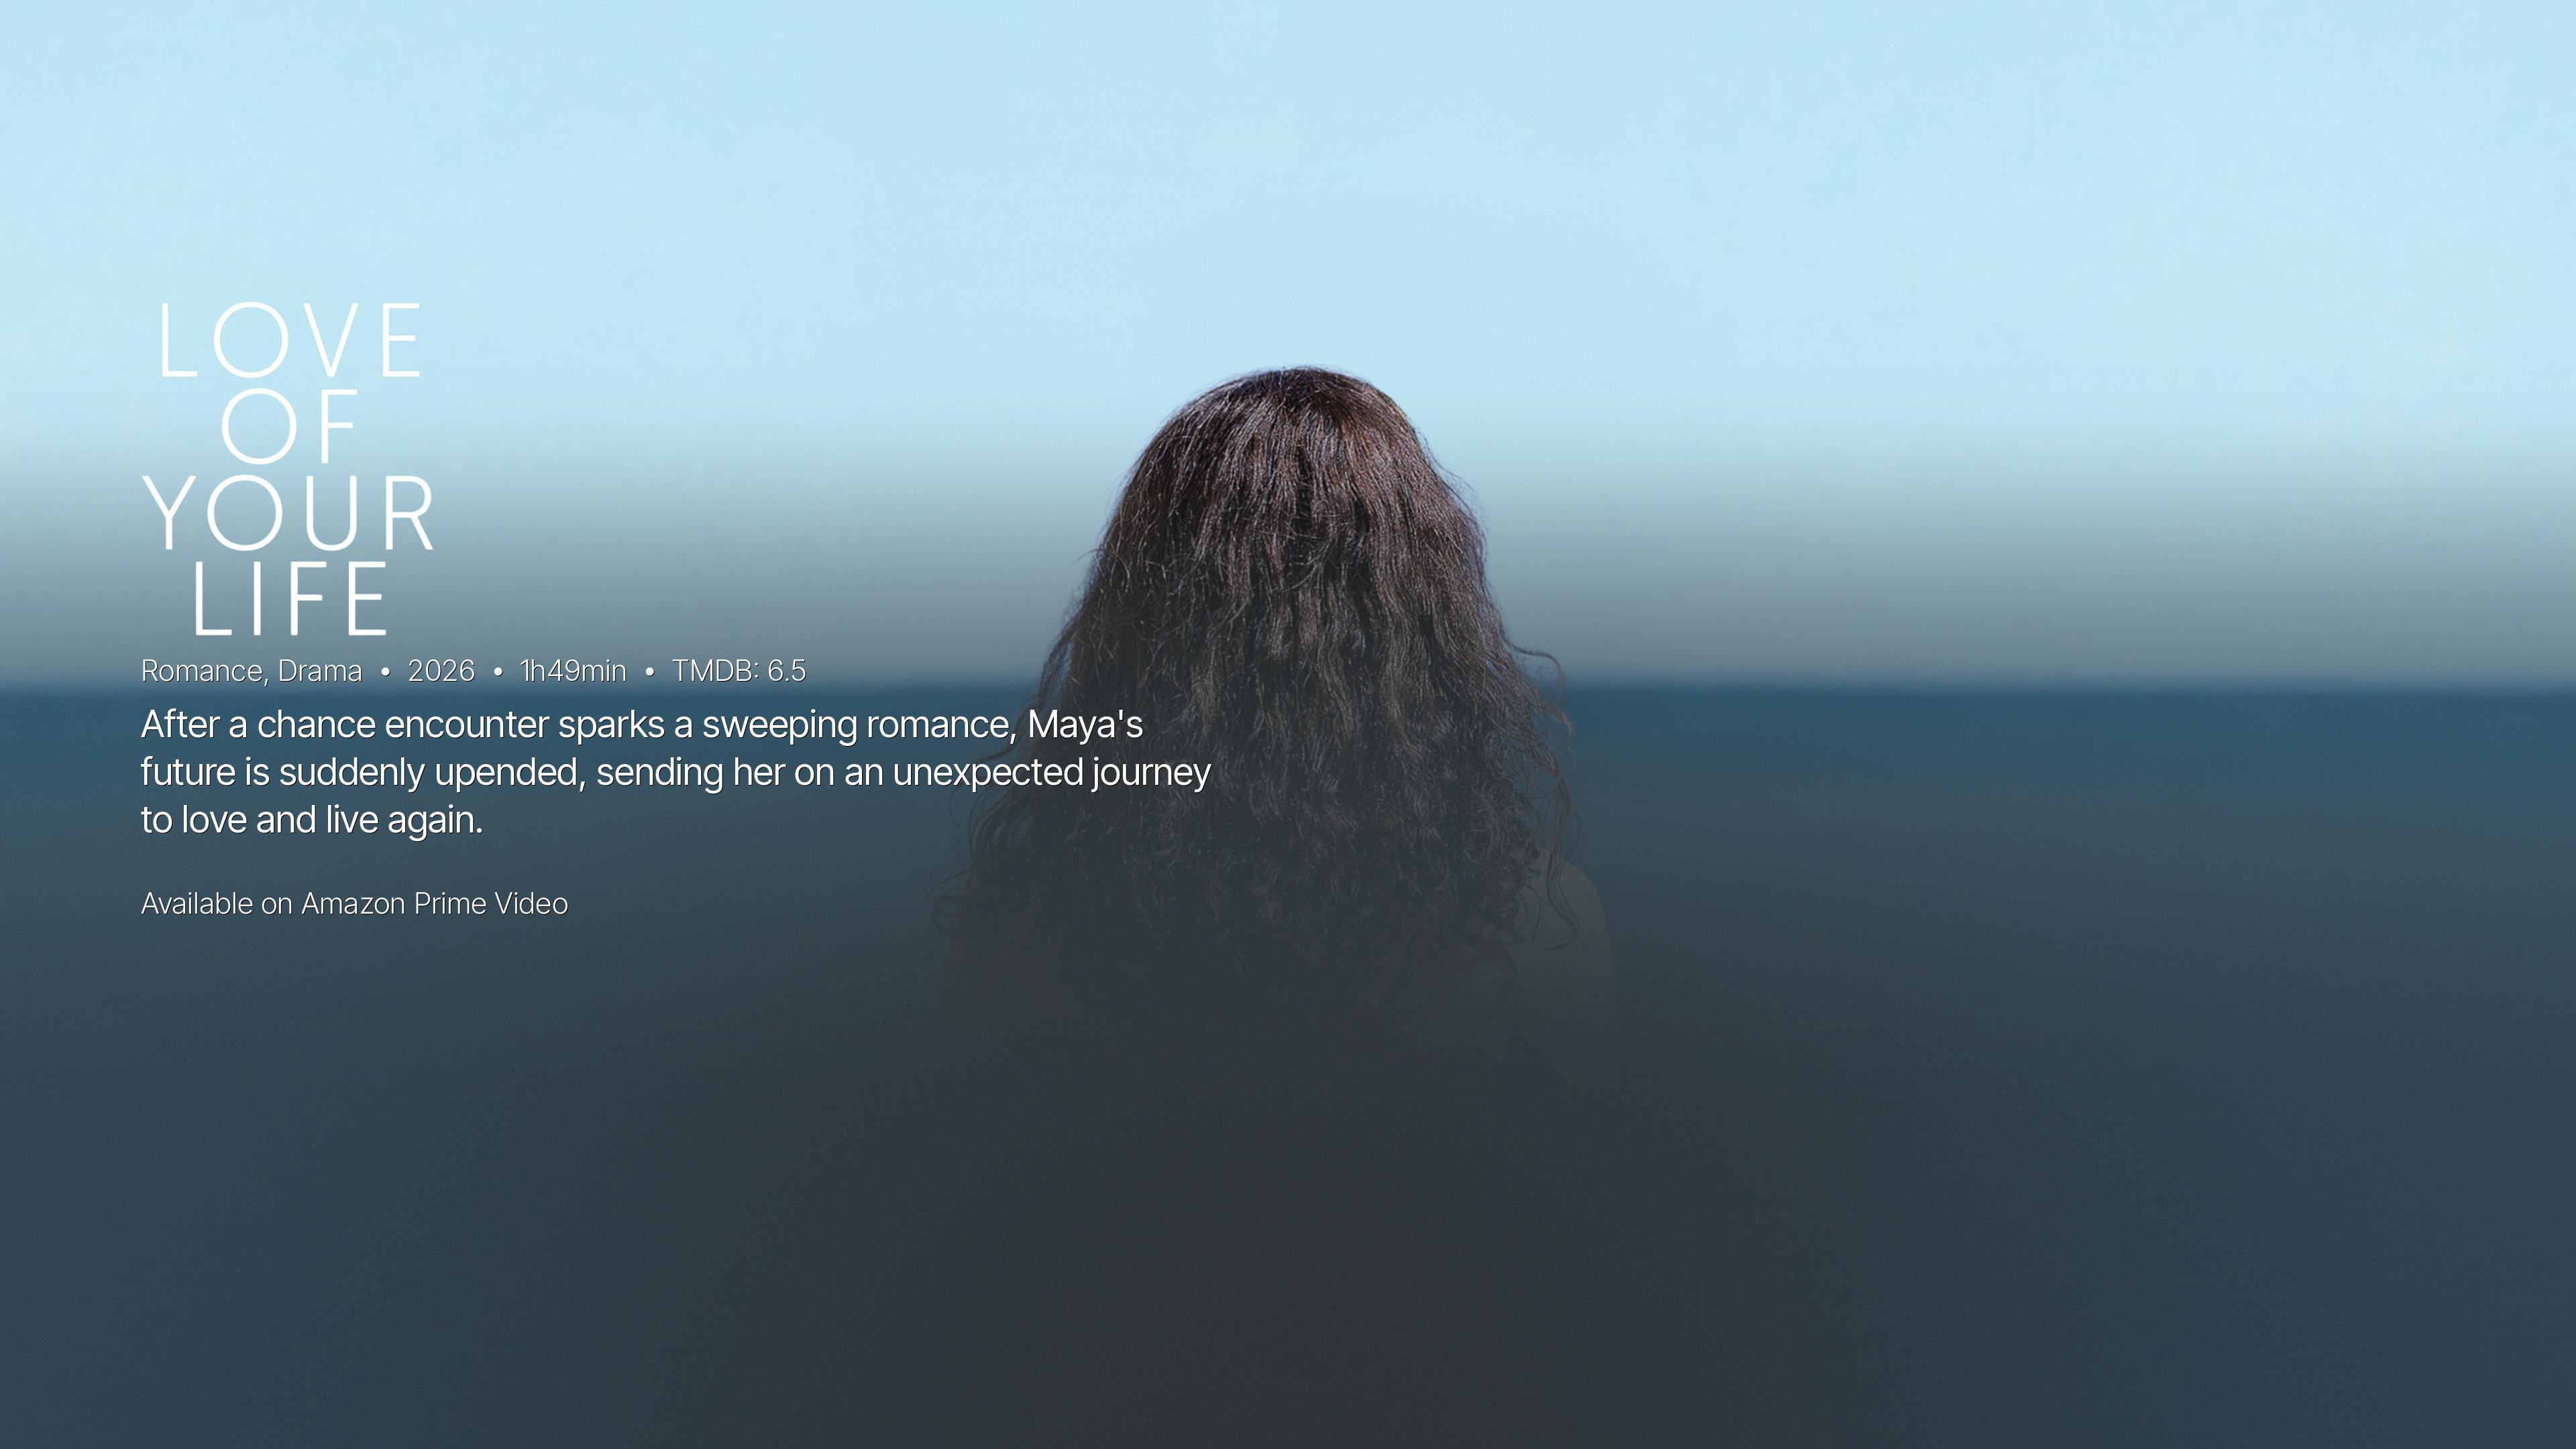 LOVE
OF
YOUR
LIFE
Romance, Drama • 2026 • 1h49min • TMDB: 6.5
After a chance encounter sparks a sweeping romance, Maya's
future is suddenly upended, sending her on an unexpected journey
to love and live again.
Available on Amazon Prime Video